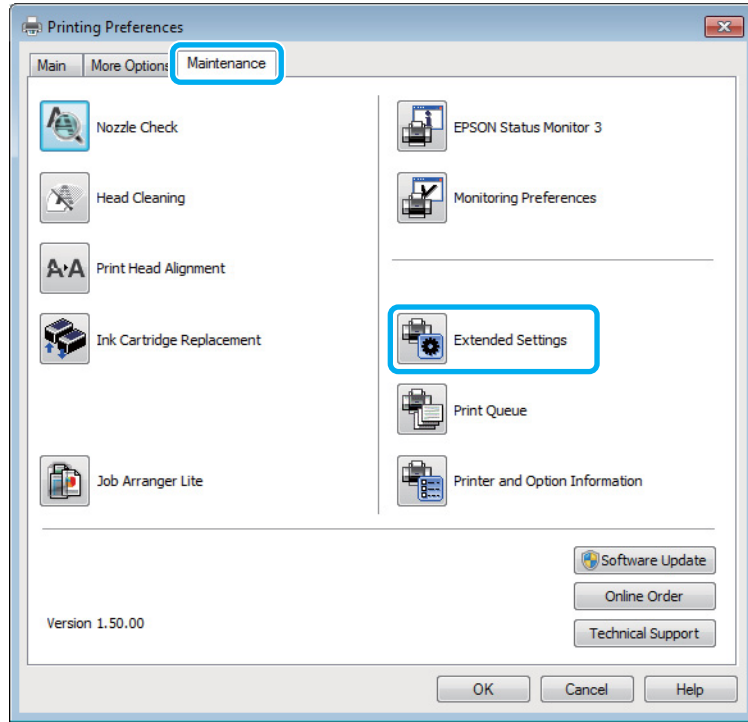 Printing Preferences
Main
More Options
Maintenance
Nozzle Check
EPSON Status Monitor 3
Head Cleaning
Monitoring Preferences
A·A
Print Head Alignment
Ink Cartridge Replacement
Extended Settings
Print Queue
Job Arranger Lite
Printer and Option Information
Software Update
Online Order
Version 1.50.00
Technical Support
OK
Cancel
Help